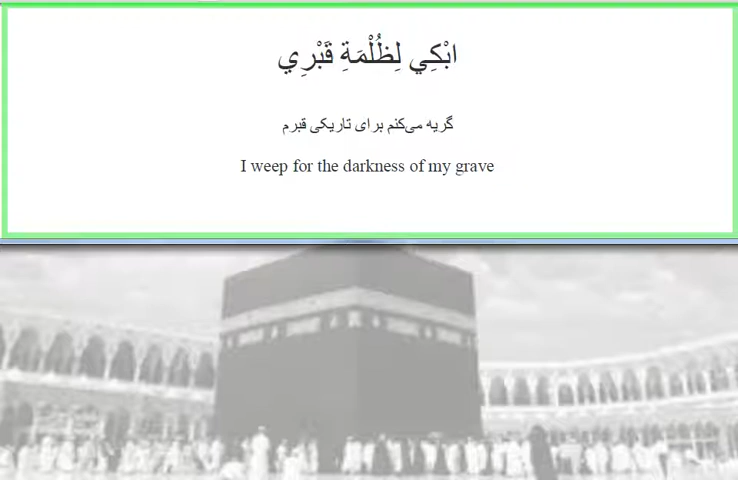 ابْكِي لِظُلْمَةِ قَبْرِي
گریه می‌کنم برای تاریکی قبرم
I weep for the darkness of my grave